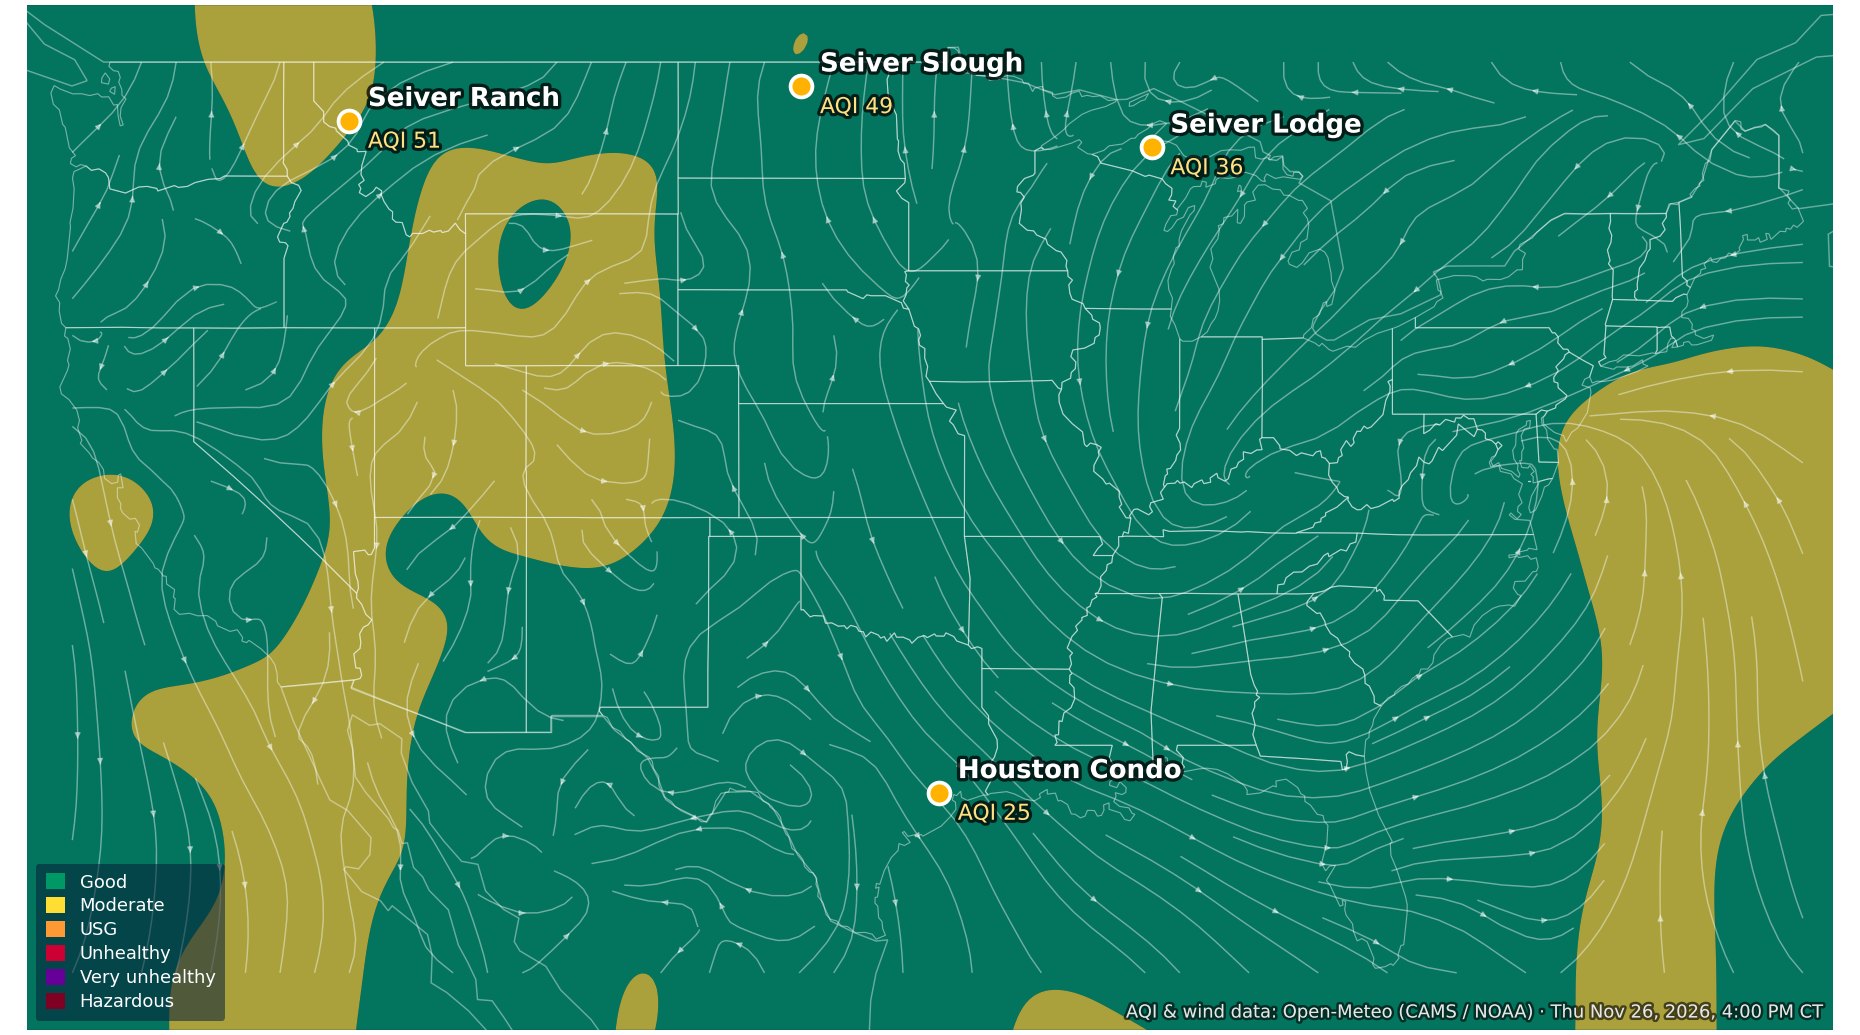 Seiver Slough
AQI 49
Seiver Ranch
AQI 51
Seiver Lodge
AQI 36
Houston Condo
AQI 25
Good
Moderate
USG
Unhealthy
Very unhealthy
Hazardous
AQI & wind data: Open-Meteo (CAMS / NOAA) · Thu Nov 26, 2026, 4:00 PM CT